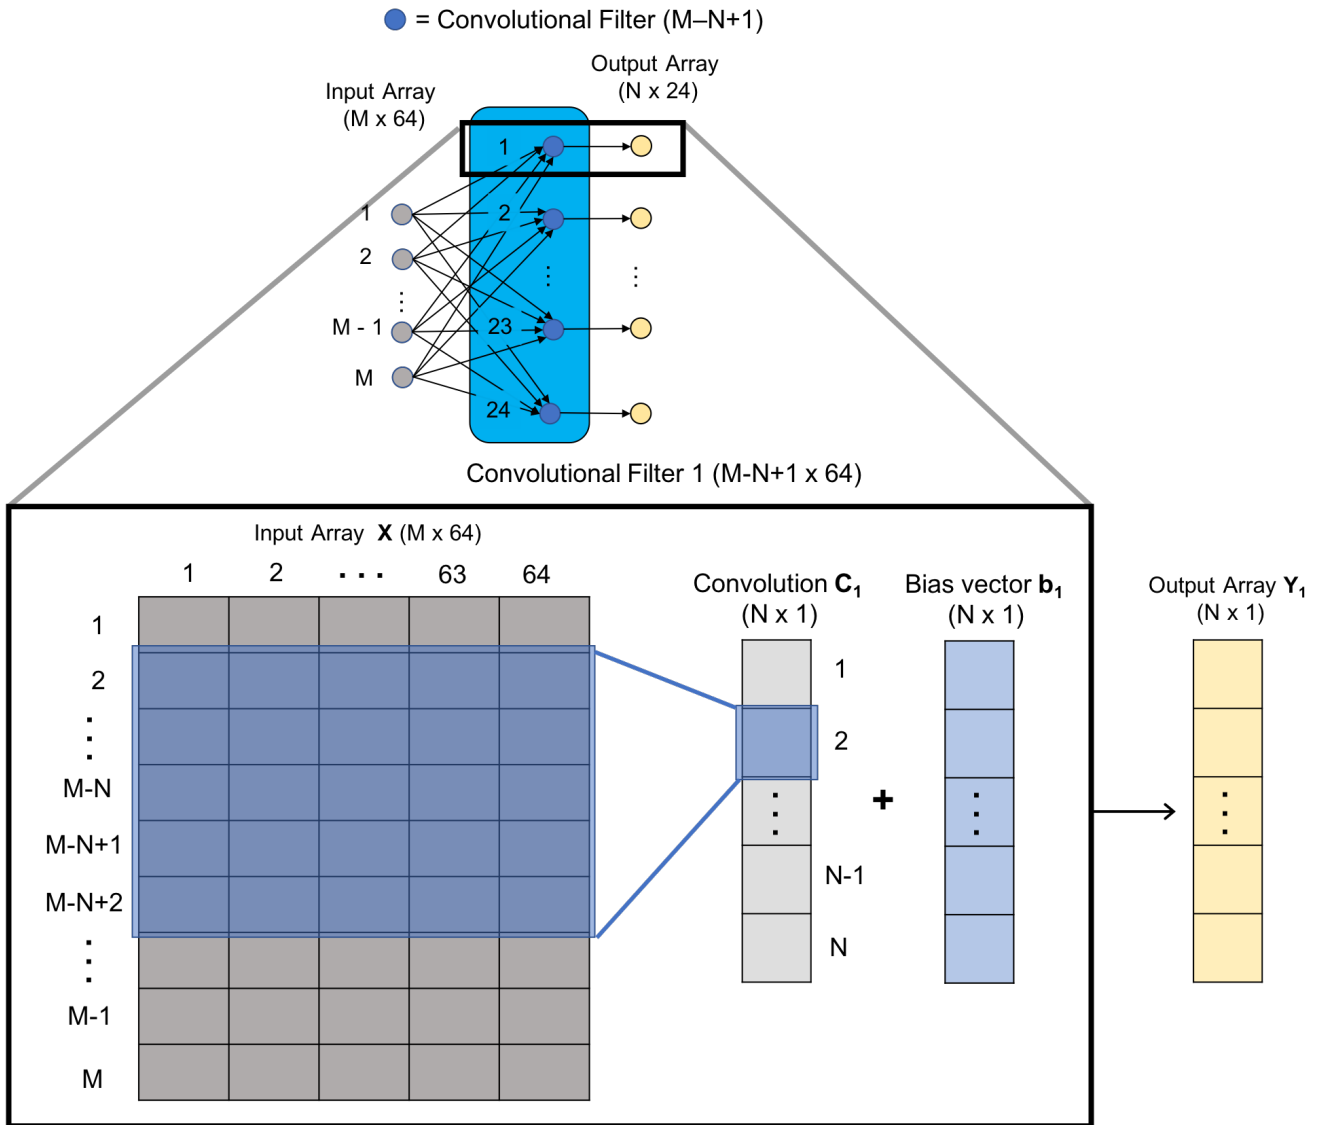 = Convolutional Filter (M–N+1)
Input Array
(M x 64)
Output Array
(N x 24)
1
2
⋮
M - 1
M
1
2
⋮
23
24
⋮
Convolutional Filter 1 (M-N+1 x 64)
Input Array X (M x 64)
1 2 · · · 63 64
1
2
⋮
M-N
M-N+1
M-N+2
⋮
M-1
M
Convolution C1
(N x 1)
1
2
⋮
N-1
N
+
Bias vector b1
(N x 1)
⋮
Output Array Y1
(N x 1)
⋮